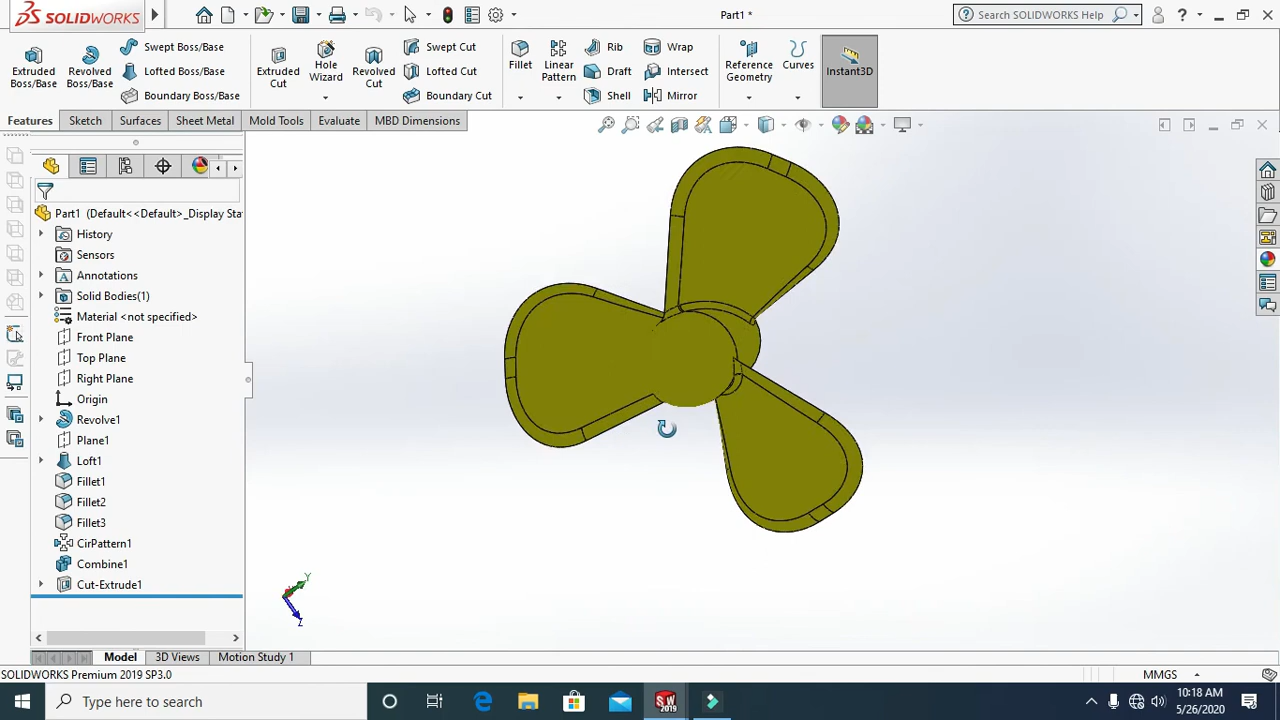 SOLIDWORKS
Part1 *
Search SOLIDWORKS Help
?
Extruded Boss/Base
Revolved Boss/Base
Swept Boss/Base
Lofted Boss/Base
Boundary Boss/Base
Extruded Cut
Hole Wizard
Revolved Cut
Swept Cut
Lofted Cut
Boundary Cut
Fillet
Linear Pattern
Rib
Draft
Shell
Wrap
Intersect
Mirror
Reference Geometry
Curves
Instant3D
Features
Sketch
Surfaces
Sheet Metal
Mold Tools
Evaluate
MBD Dimensions
Part1 (Default<<Default>_Display Sta
History
Sensors
Annotations
Solid Bodies(1)
Material <not specified>
Front Plane
Top Plane
Right Plane
Origin
Revolve1
Plane1
Loft1
Fillet1
Fillet2
Fillet3
CirPattern1
Combine1
Cut-Extrude1
Y
Z
Model
3D Views
Motion Study 1
SOLIDWORKS Premium 2019 SP3.0
MMGS
Type here to search
SW
2019
10:18 AM
5/26/2020